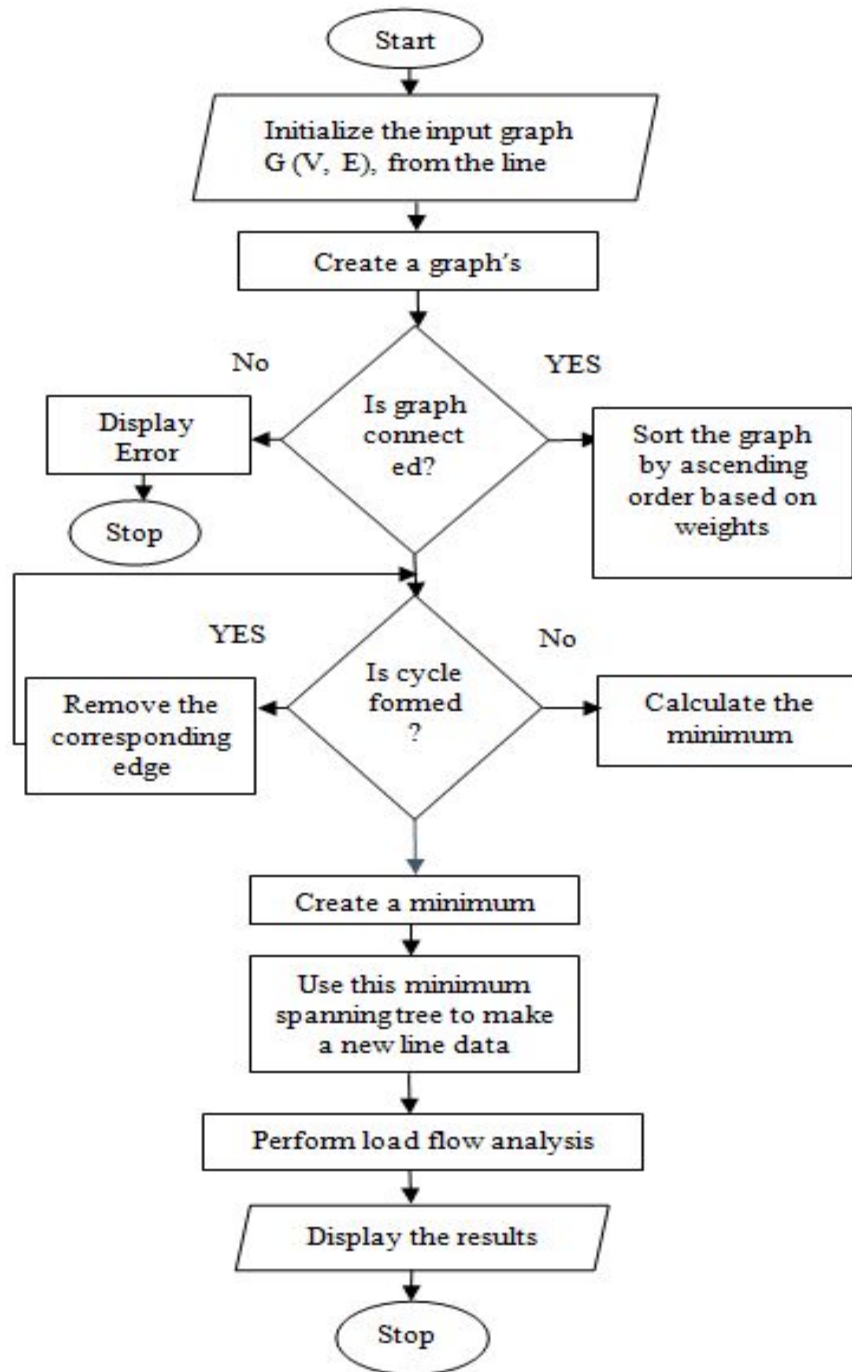 Start
Initialize the input graph
G (V, E), from the line
Create a graph's
No
YES
Is graph
connect
ed?
Display
Error
Sort the graph
by ascending
order based on
weights
Stop
YES
No
Is cycle
formed
?
Remove the
corresponding
edge
Calculate the
minimum
Create a minimum
Use this minimum
spanning tree to make
a new line data
Perform load flow analysis
Display the results
Stop